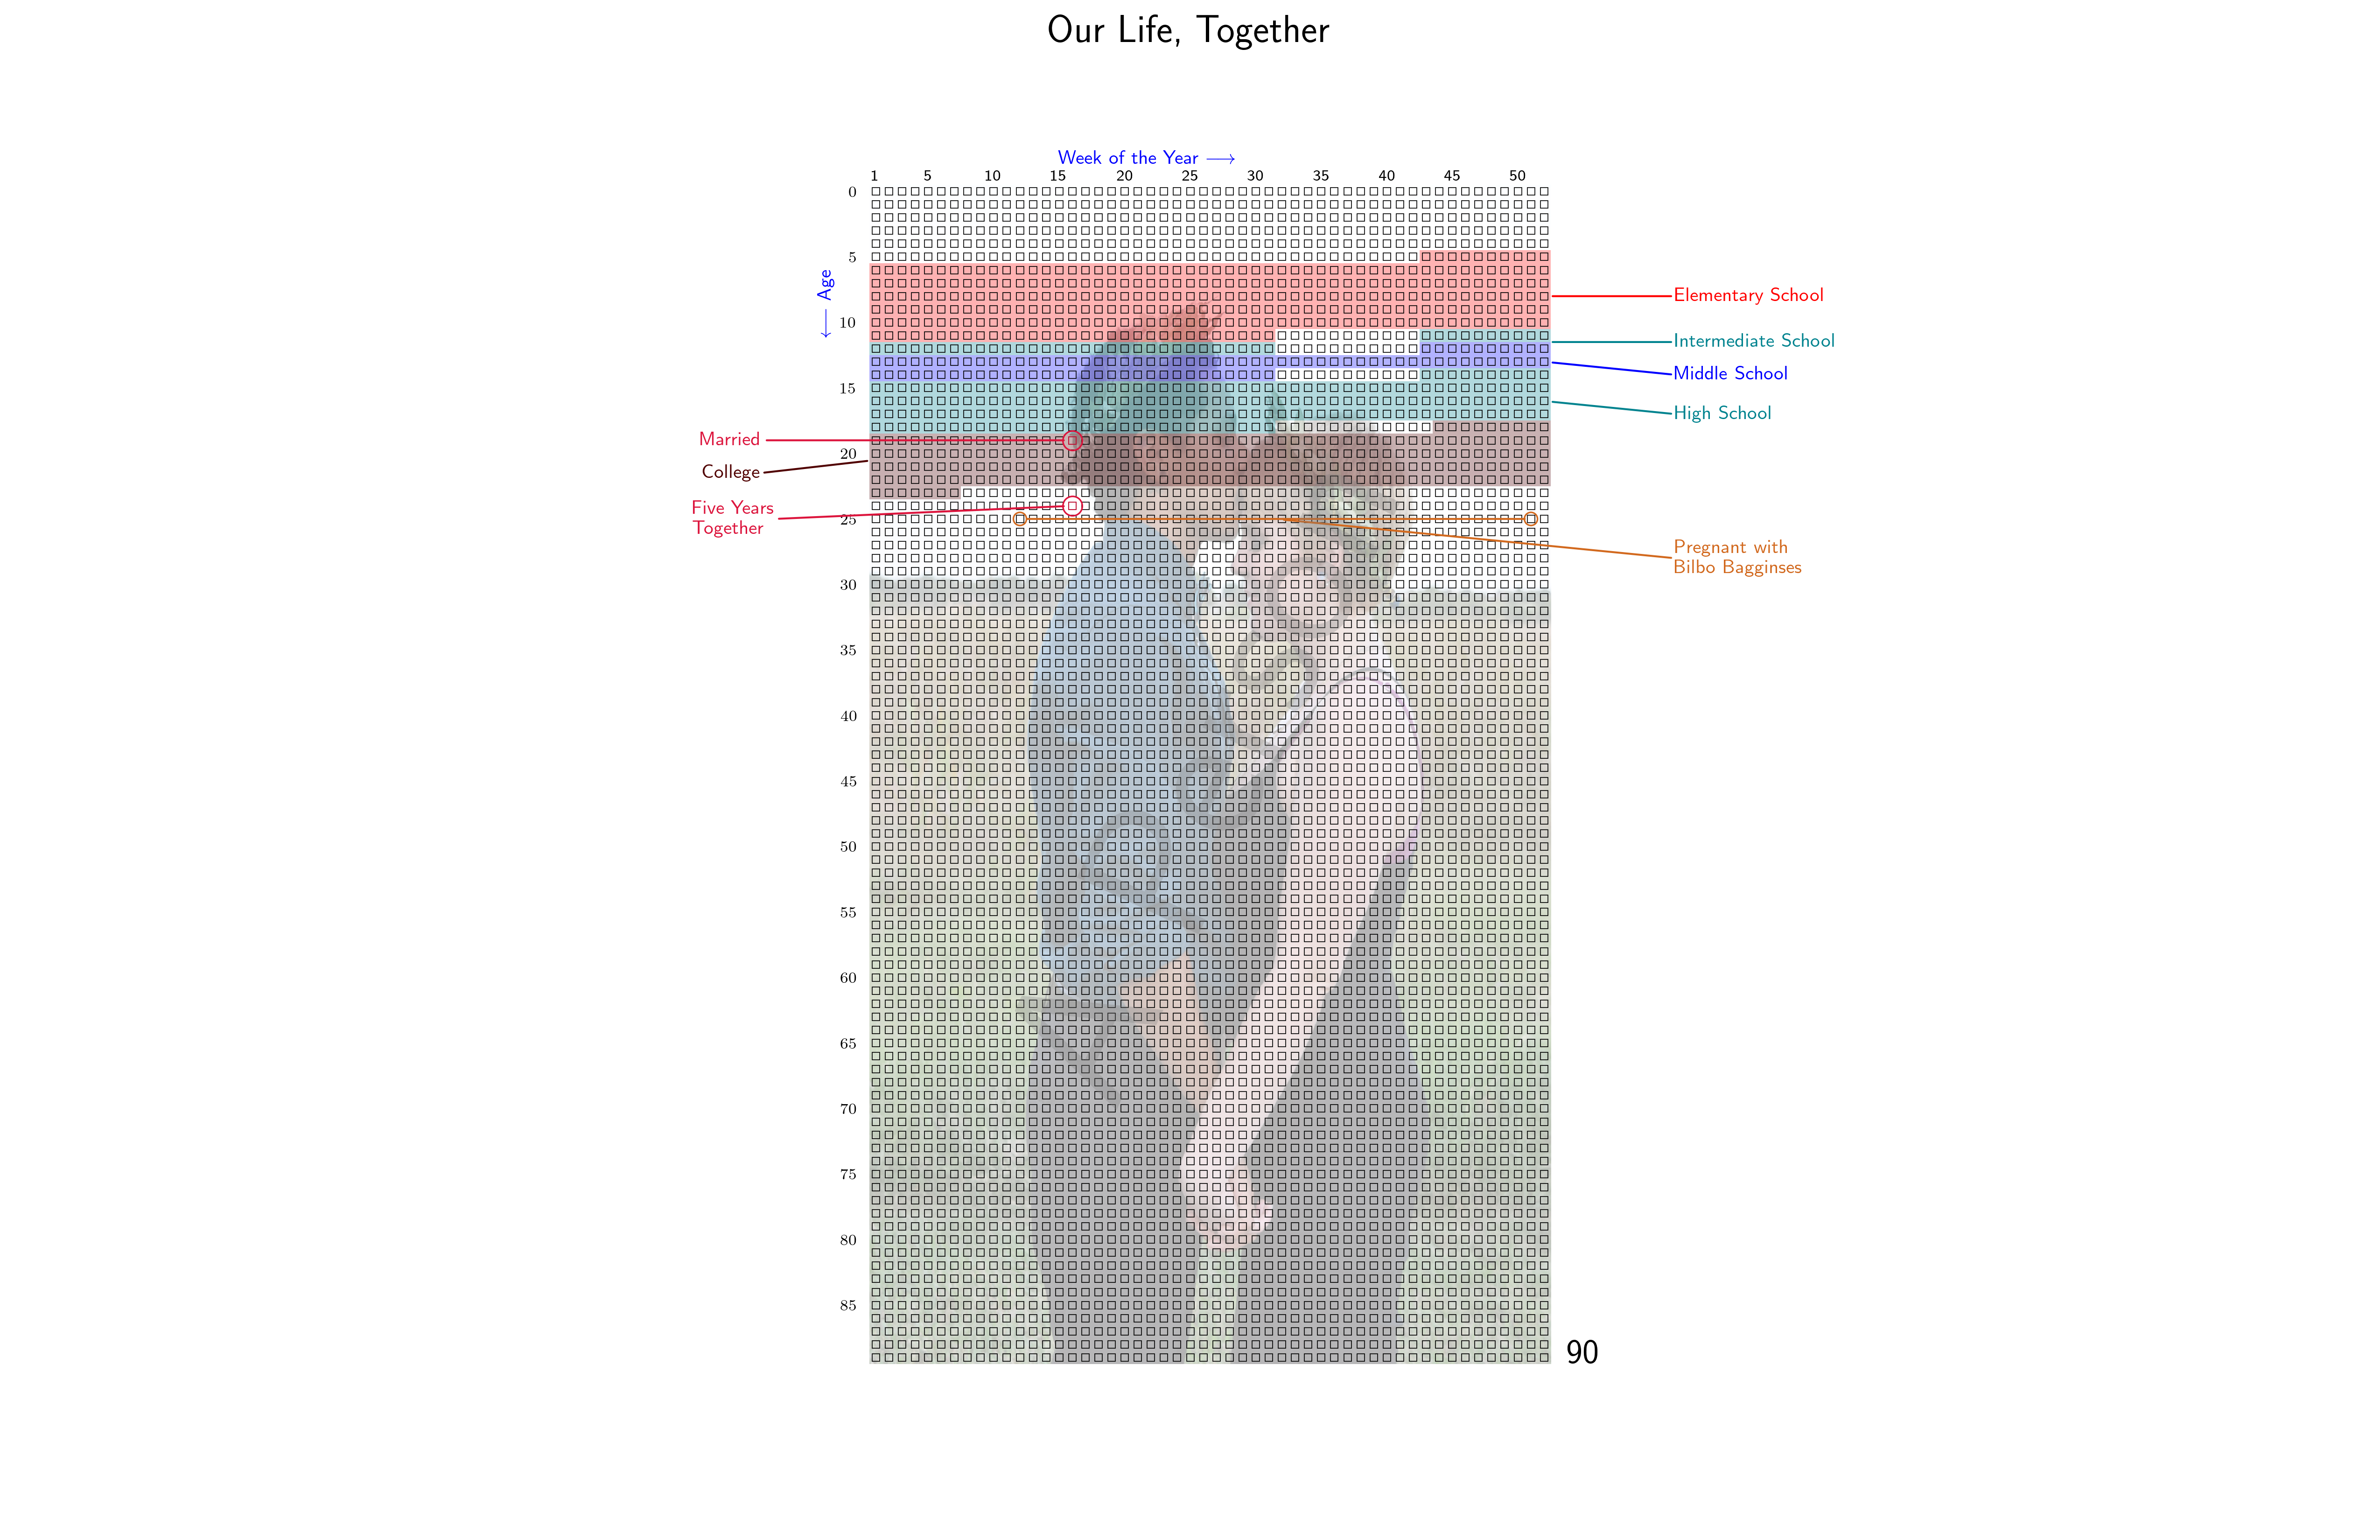 Our Life, Together
Week of the Year →
1 5 10 15 20 25 30 35 40 45 50
← Age
0
5
10
15
20
25
30
35
40
45
50
55
60
65
70
75
80
85
90
Elementary School
Intermediate School
Middle School
High School
Married
College
Five Years
Together
Pregnant with
Bilbo Bagginses